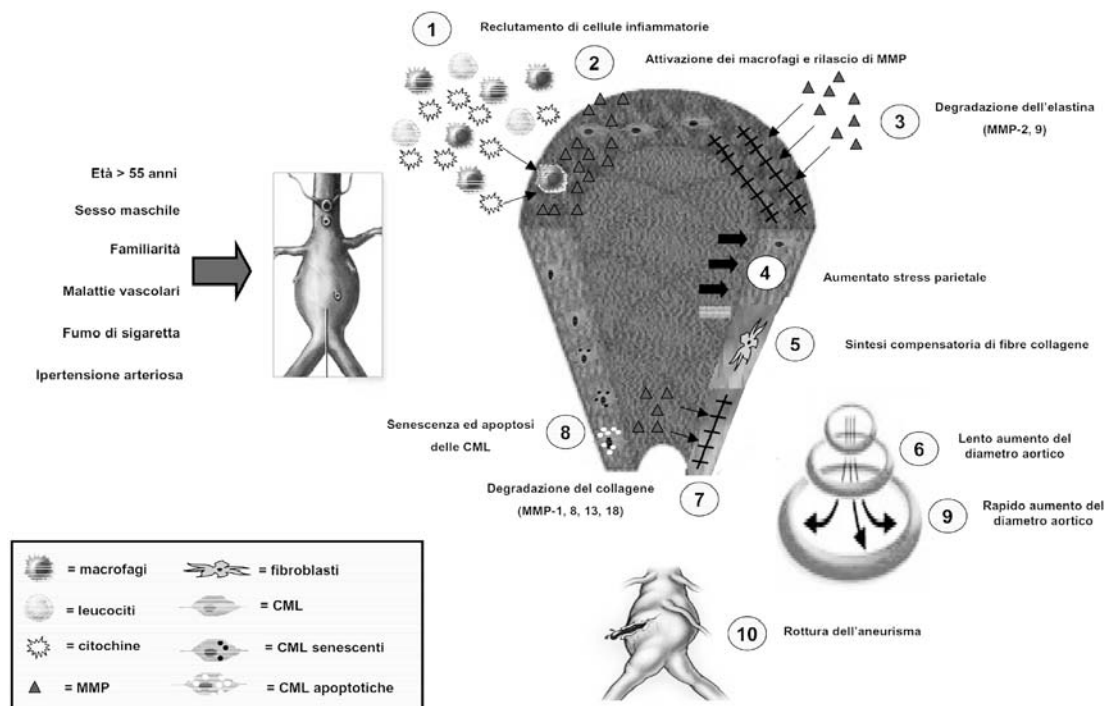 1
Reclutamento di cellule infiammatorie
2
Attivazione dei macrofagi e rilascio di MMP
3
Degradazione dell'elastina
(MMP-2, 9)
Età > 55 anni
Sesso maschile
Familiarità
Malattie vascolari
Fumo di sigaretta
Ipertensione arteriosa
4
Aumentato stress parietale
5
Sintesi compensatoria di fibre collagene
Senescenza ed apoptosi
delle CML
8
6
Lento aumento del
diametro aortico
Degradazione del collagene
(MMP-1, 8, 13, 18)
7
9
Rapido aumento del
diametro aortico
10
Rottura dell'aneurisma
= macrofagi
= fibroblasti
= leucociti
= CML
= citochine
= CML senescenti
= MMP
= CML apoptotiche